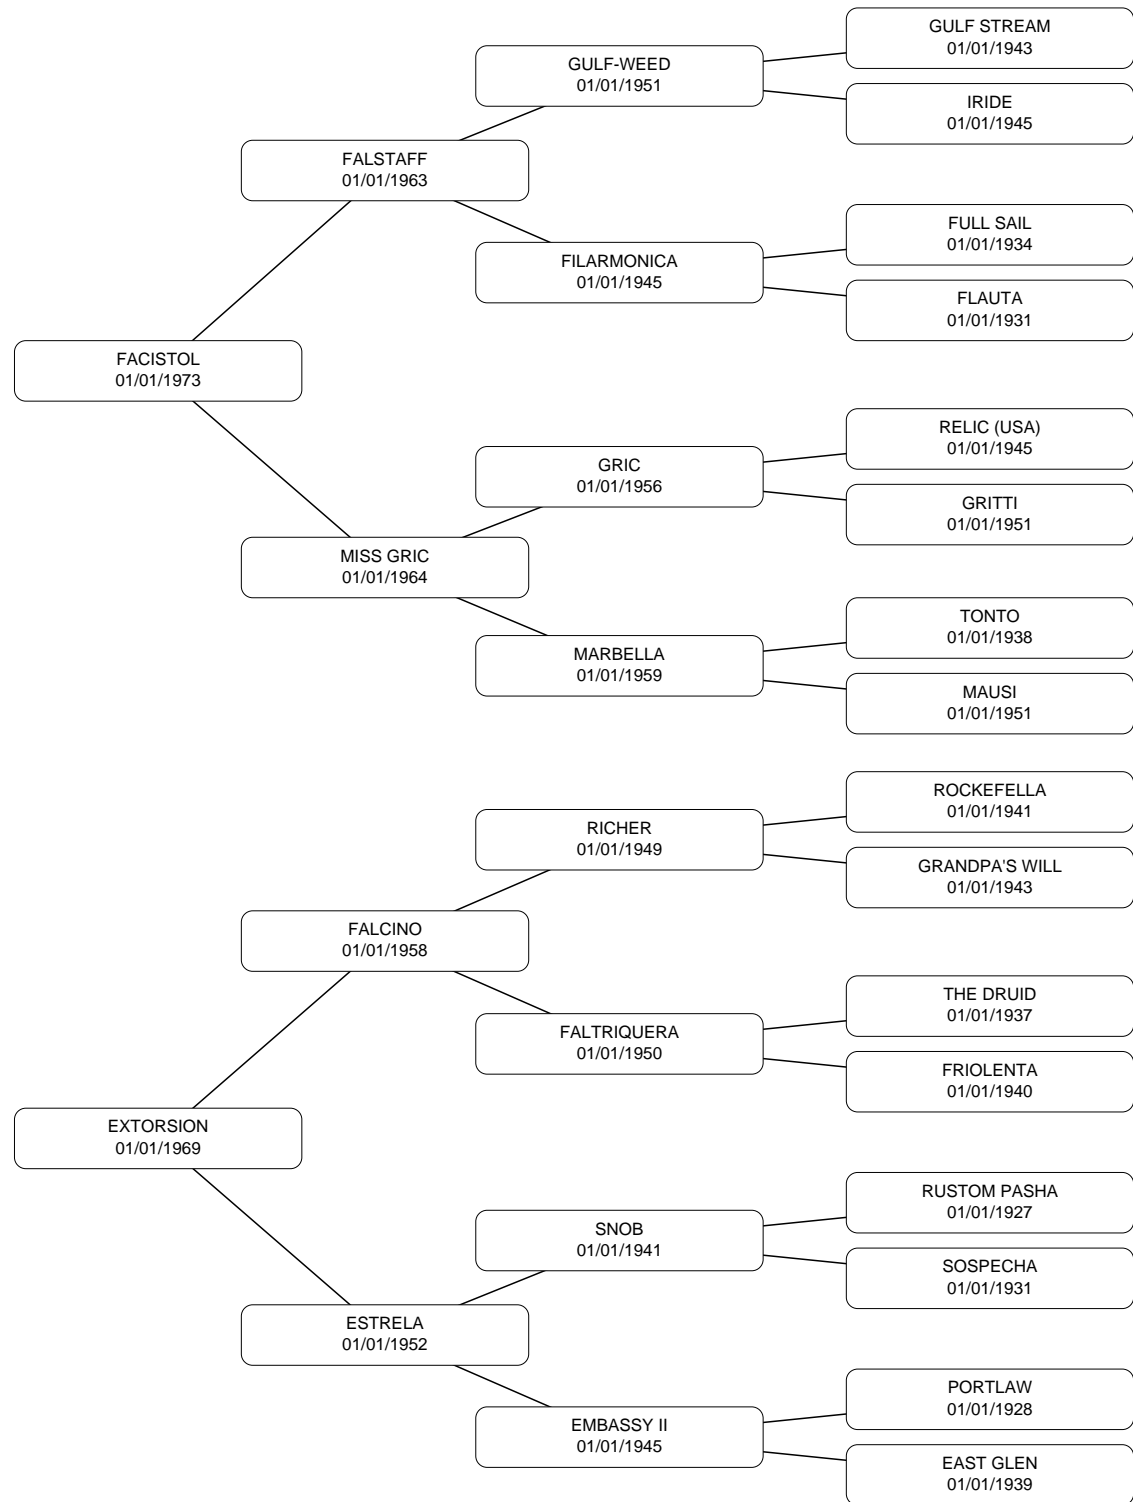 GULF STREAM
01/01/1943
GULF-WEED
01/01/1951
IRIDE
01/01/1945
FALSTAFF
01/01/1963
FULL SAIL
01/01/1934
FILARMONICA
01/01/1945
FLAUTA
01/01/1931
FACISTOL
01/01/1973
RELIC (USA)
01/01/1945
GRIC
01/01/1956
GRITTI
01/01/1951
MISS GRIC
01/01/1964
TONTO
01/01/1938
MARBELLA
01/01/1959
MAUSI
01/01/1951
ROCKEFELLA
01/01/1941
RICHER
01/01/1949
GRANDPA'S WILL
01/01/1943
FALCINO
01/01/1958
THE DRUID
01/01/1937
FALTRIQUERA
01/01/1950
FRIOLENTA
01/01/1940
EXTORSION
01/01/1969
RUSTOM PASHA
01/01/1927
SNOB
01/01/1941
SOSPECHA
01/01/1931
ESTRELA
01/01/1952
PORTLAW
01/01/1928
EMBASSY II
01/01/1945
EAST GLEN
01/01/1939